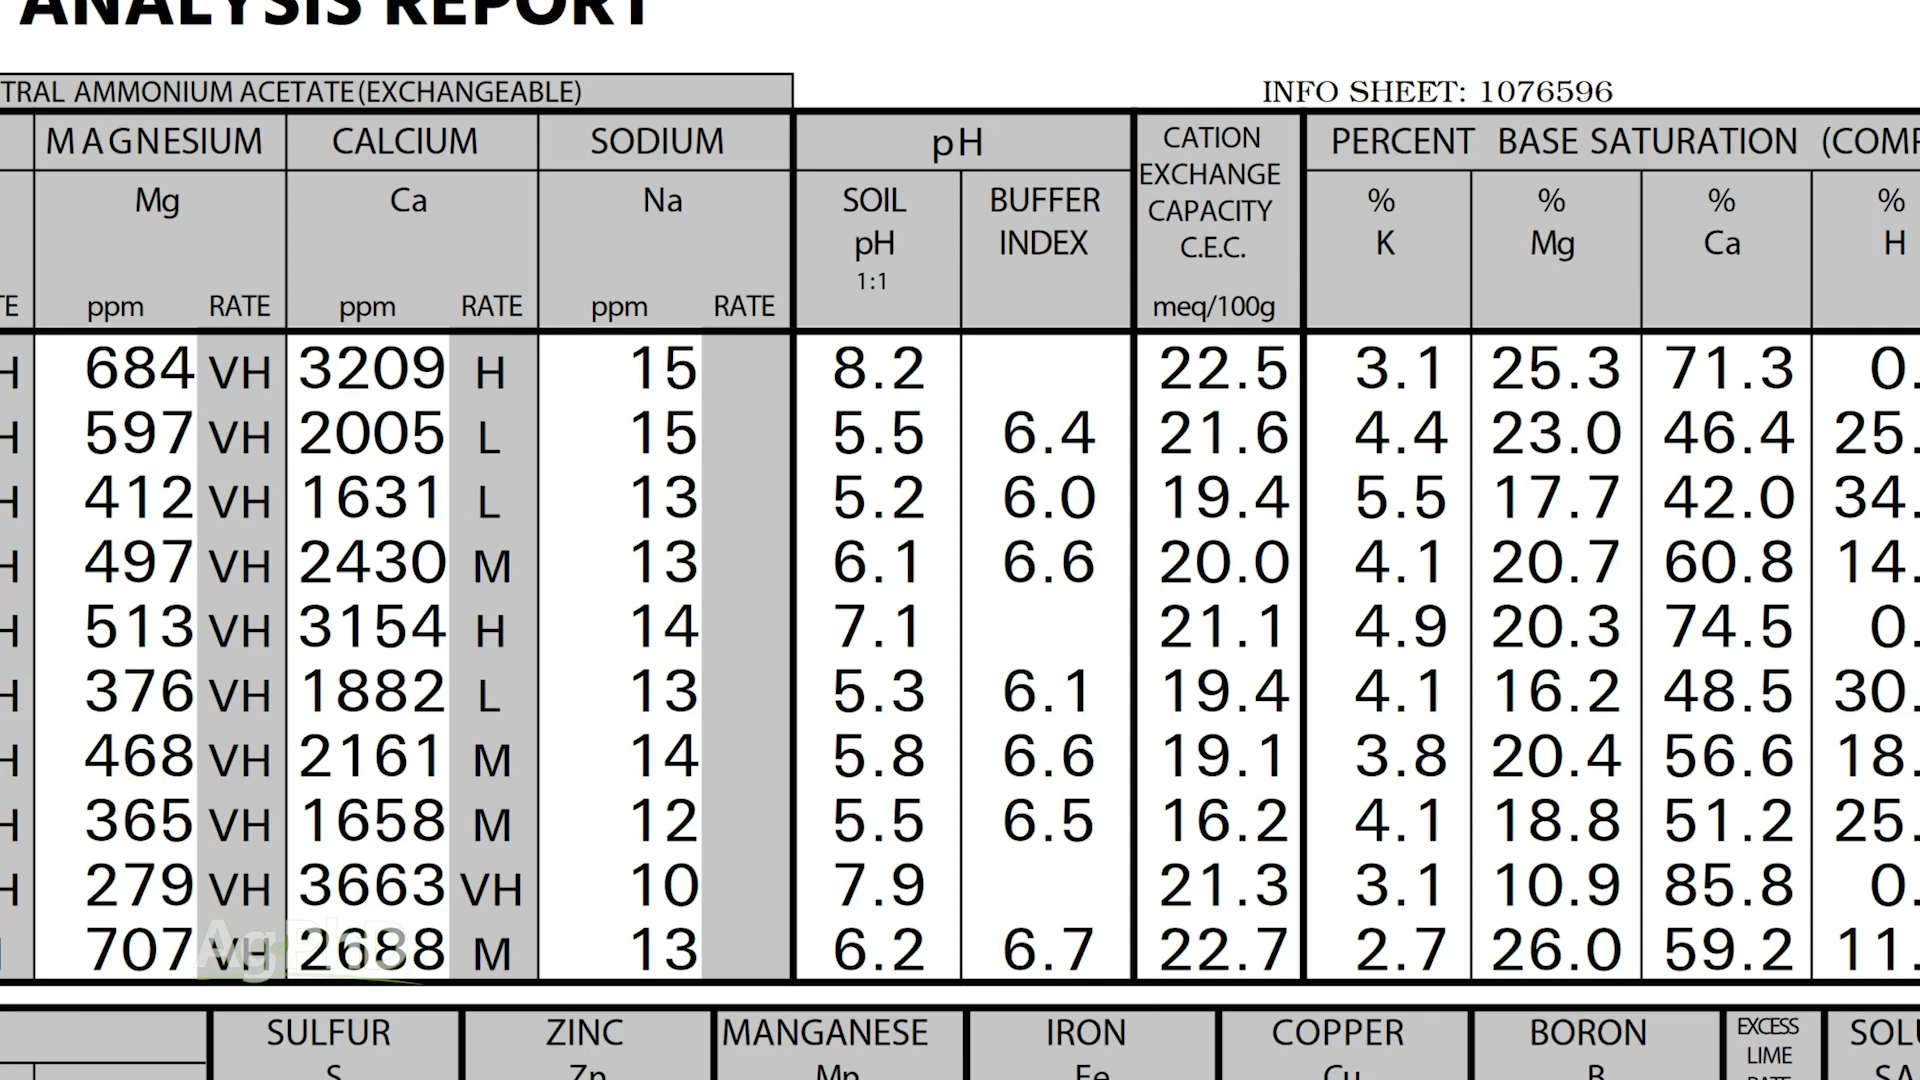 ANALYSIS REPORT
TRAL AMMONIUM ACETATE (EXCHANGEABLE)
INFO SHEET: 1076596
MAGNESIUM CALCIUM SODIUM pH CATION EXCHANGE CAPACITY C.E.C. PERCENT BASE SATURATION (COMP
Mg Ca Na SOIL pH 1:1 BUFFER INDEX % K % Mg % Ca % H
TE ppm RATE ppm RATE ppm RATE meq/100g
H 684 VH 3209 H 15 8.2 22.5 3.1 25.3 71.3 0.
H 597 VH 2005 L 15 5.5 6.4 21.6 4.4 23.0 46.4 25.
H 412 VH 1631 L 13 5.2 6.0 19.4 5.5 17.7 42.0 34.
H 497 VH 2430 M 13 6.1 6.6 20.0 4.1 20.7 60.8 14.
H 513 VH 3154 H 14 7.1 21.1 4.9 20.3 74.5 0.
H 376 VH 1882 L 13 5.3 6.1 19.4 4.1 16.2 48.5 30.
H 468 VH 2161 M 14 5.8 6.6 19.1 3.8 20.4 56.6 18.
H 365 VH 1658 M 12 5.5 6.5 16.2 4.1 18.8 51.2 25.
H 279 VH 3663 VH 10 7.9 21.3 3.1 10.9 85.8 0.
707 VH 2688 M 13 6.2 6.7 22.7 2.7 26.0 59.2 11.
AgPhD
SULFUR ZINC MANGANESE IRON COPPER BORON EXCESS LIME RATE SOLU
S Zn Mn Fe Cu B SA